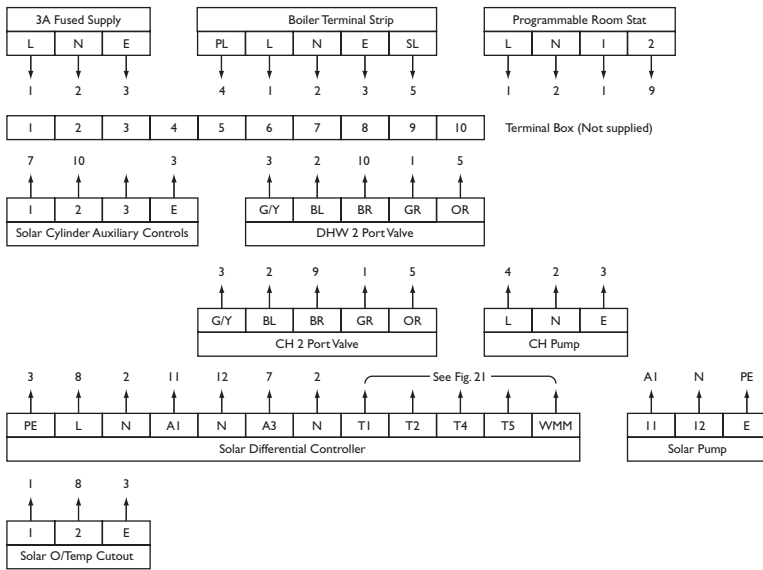 3A Fused Supply Boiler Terminal Strip Programmable Room Stat
L N E PL L N E SL L N 1 2
1 2 3 4 1 2 3 5 1 2 1 9
1 2 3 4 5 6 7 8 9 10 Terminal Box (Not supplied)
7 10 3 3 2 10 1 5
1 2 3 E G/Y BL BR GR OR
Solar Cylinder Auxiliary Controls DHW 2 Port Valve
3 2 9 1 5 4 2 3
G/Y BL BR GR OR L N E
CH 2 Port Valve CH Pump
3 8 2 11 12 7 2 See Fig. 21 A1 N PE
PE L N A1 N A3 N T1 T2 T4 T5 WMM 11 12 E
Solar Differential Controller Solar Pump
1 8 3
1 2 E
Solar O/Temp Cutout